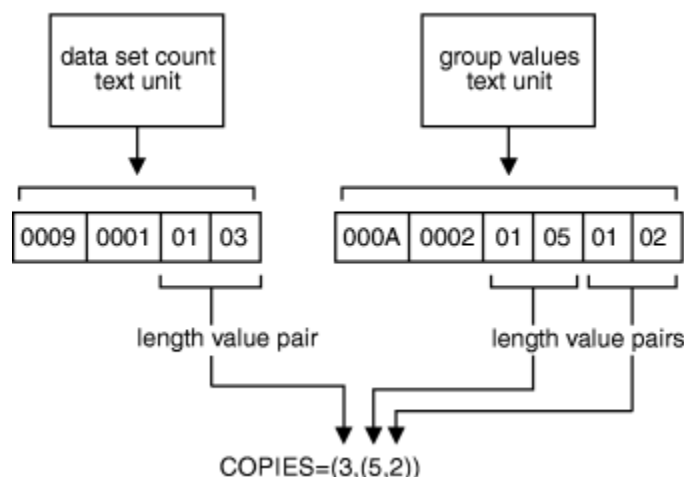 data set count
text unit
group values
text unit
0009 0001 01 03
000A 0002 01 05 01 02
length value pair
length value pairs
COPIES=(3,(5,2))